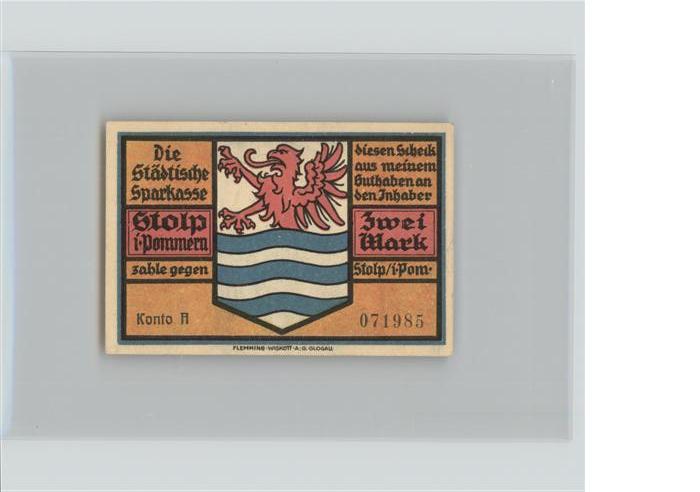 Die
Städtische
Sparkasse
Stolp
i·Pommern
zahle gegen
diesen Scheck
aus meinem
Guthaben an
den Inhaber
Zwei
Mark
Stolp/i·Pom·
Konto A
071985
FLEMMING-WISKOTT-A.G. GLOGAU